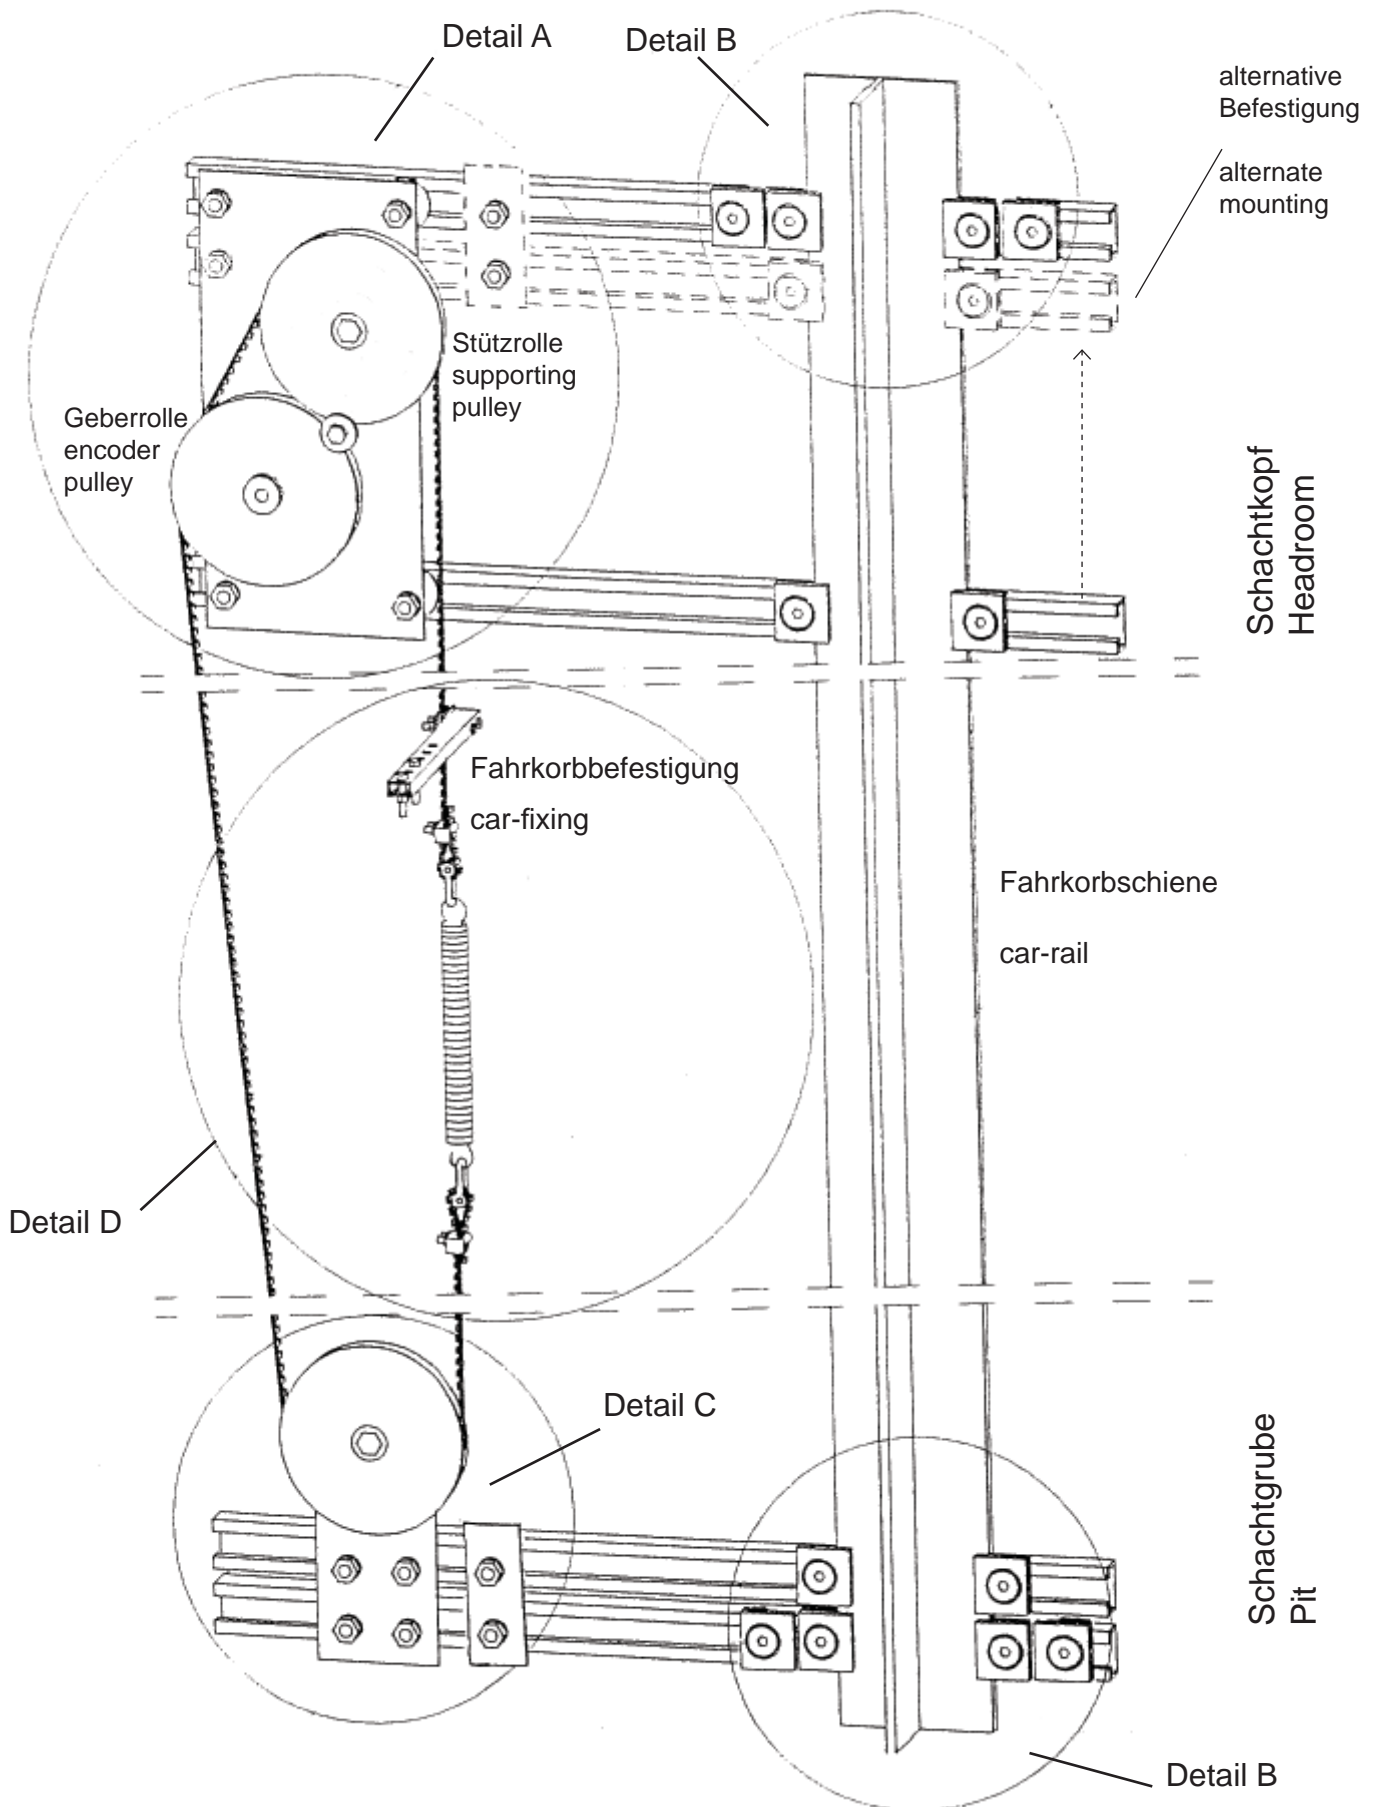 Detail A
Detail B
alternative
Befestigung
alternate
mounting
Stützrolle
supporting
pulley
Geberrolle
encoder
pulley
Schachtkopf
Headroom
Fahrkorbbefestigung
car-fixing
Fahrkorbschiene
car-rail
Detail D
Detail C
Schachtgrube
Pit
Detail B